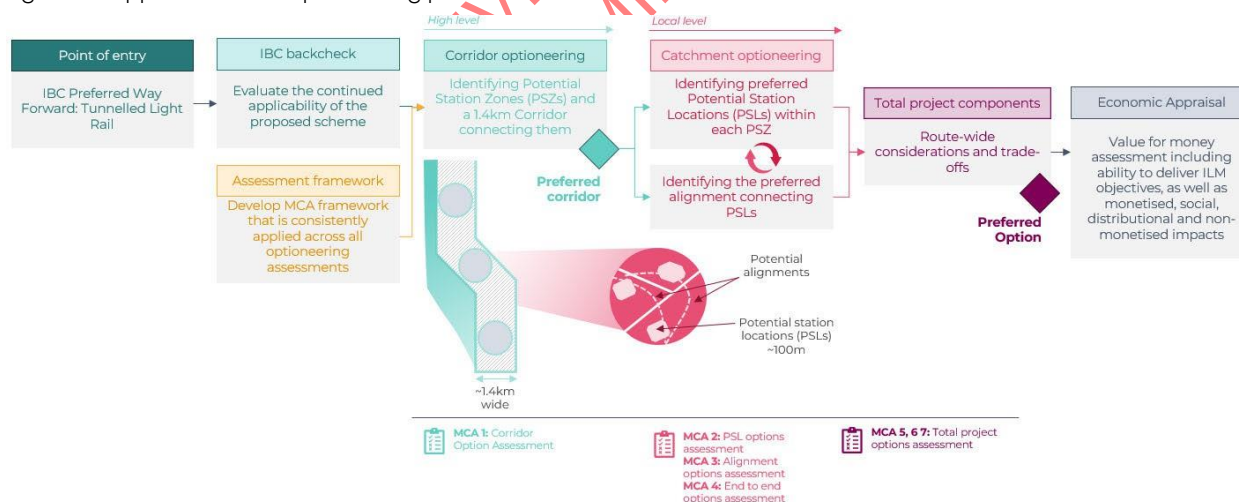 High level
Local level
Point of entry
IBC Preferred Way
Forward: Tunnelled Light
Rail
IBC backcheck
Evaluate the continued
applicability of the
proposed scheme
Assessment framework
Develop MCA framework
that is consistently
applied across all
optioneering
assessments
Corridor optioneering
Identifying Potential
Station Zones (PSZs) and
a 1.4km Corridor
connecting them
Preferred
corridor
Catchment optioneering
Identifying preferred
Potential Station
Locations (PSLs) within
each PSZ
Identifying the preferred
alignment connecting
PSLs
Total project components
Route-wide
considerations and trade-
offs
Preferred
Option
Economic Appraisal
Value for money
assessment including
ability to deliver ILM
objectives, as well as
monetised, social,
distributional and non-
monetised impacts
Potential
alignments
Potential station
locations (PSLs)
~100m
~1.4km
wide
MCA 1: Corridor
Option Assessment
MCA 2: PSL options
assessment
MCA 3: Alignment
options assessment
MCA 4: End to end
options assessment
MCA 5, 6 7: Total project
options assessment